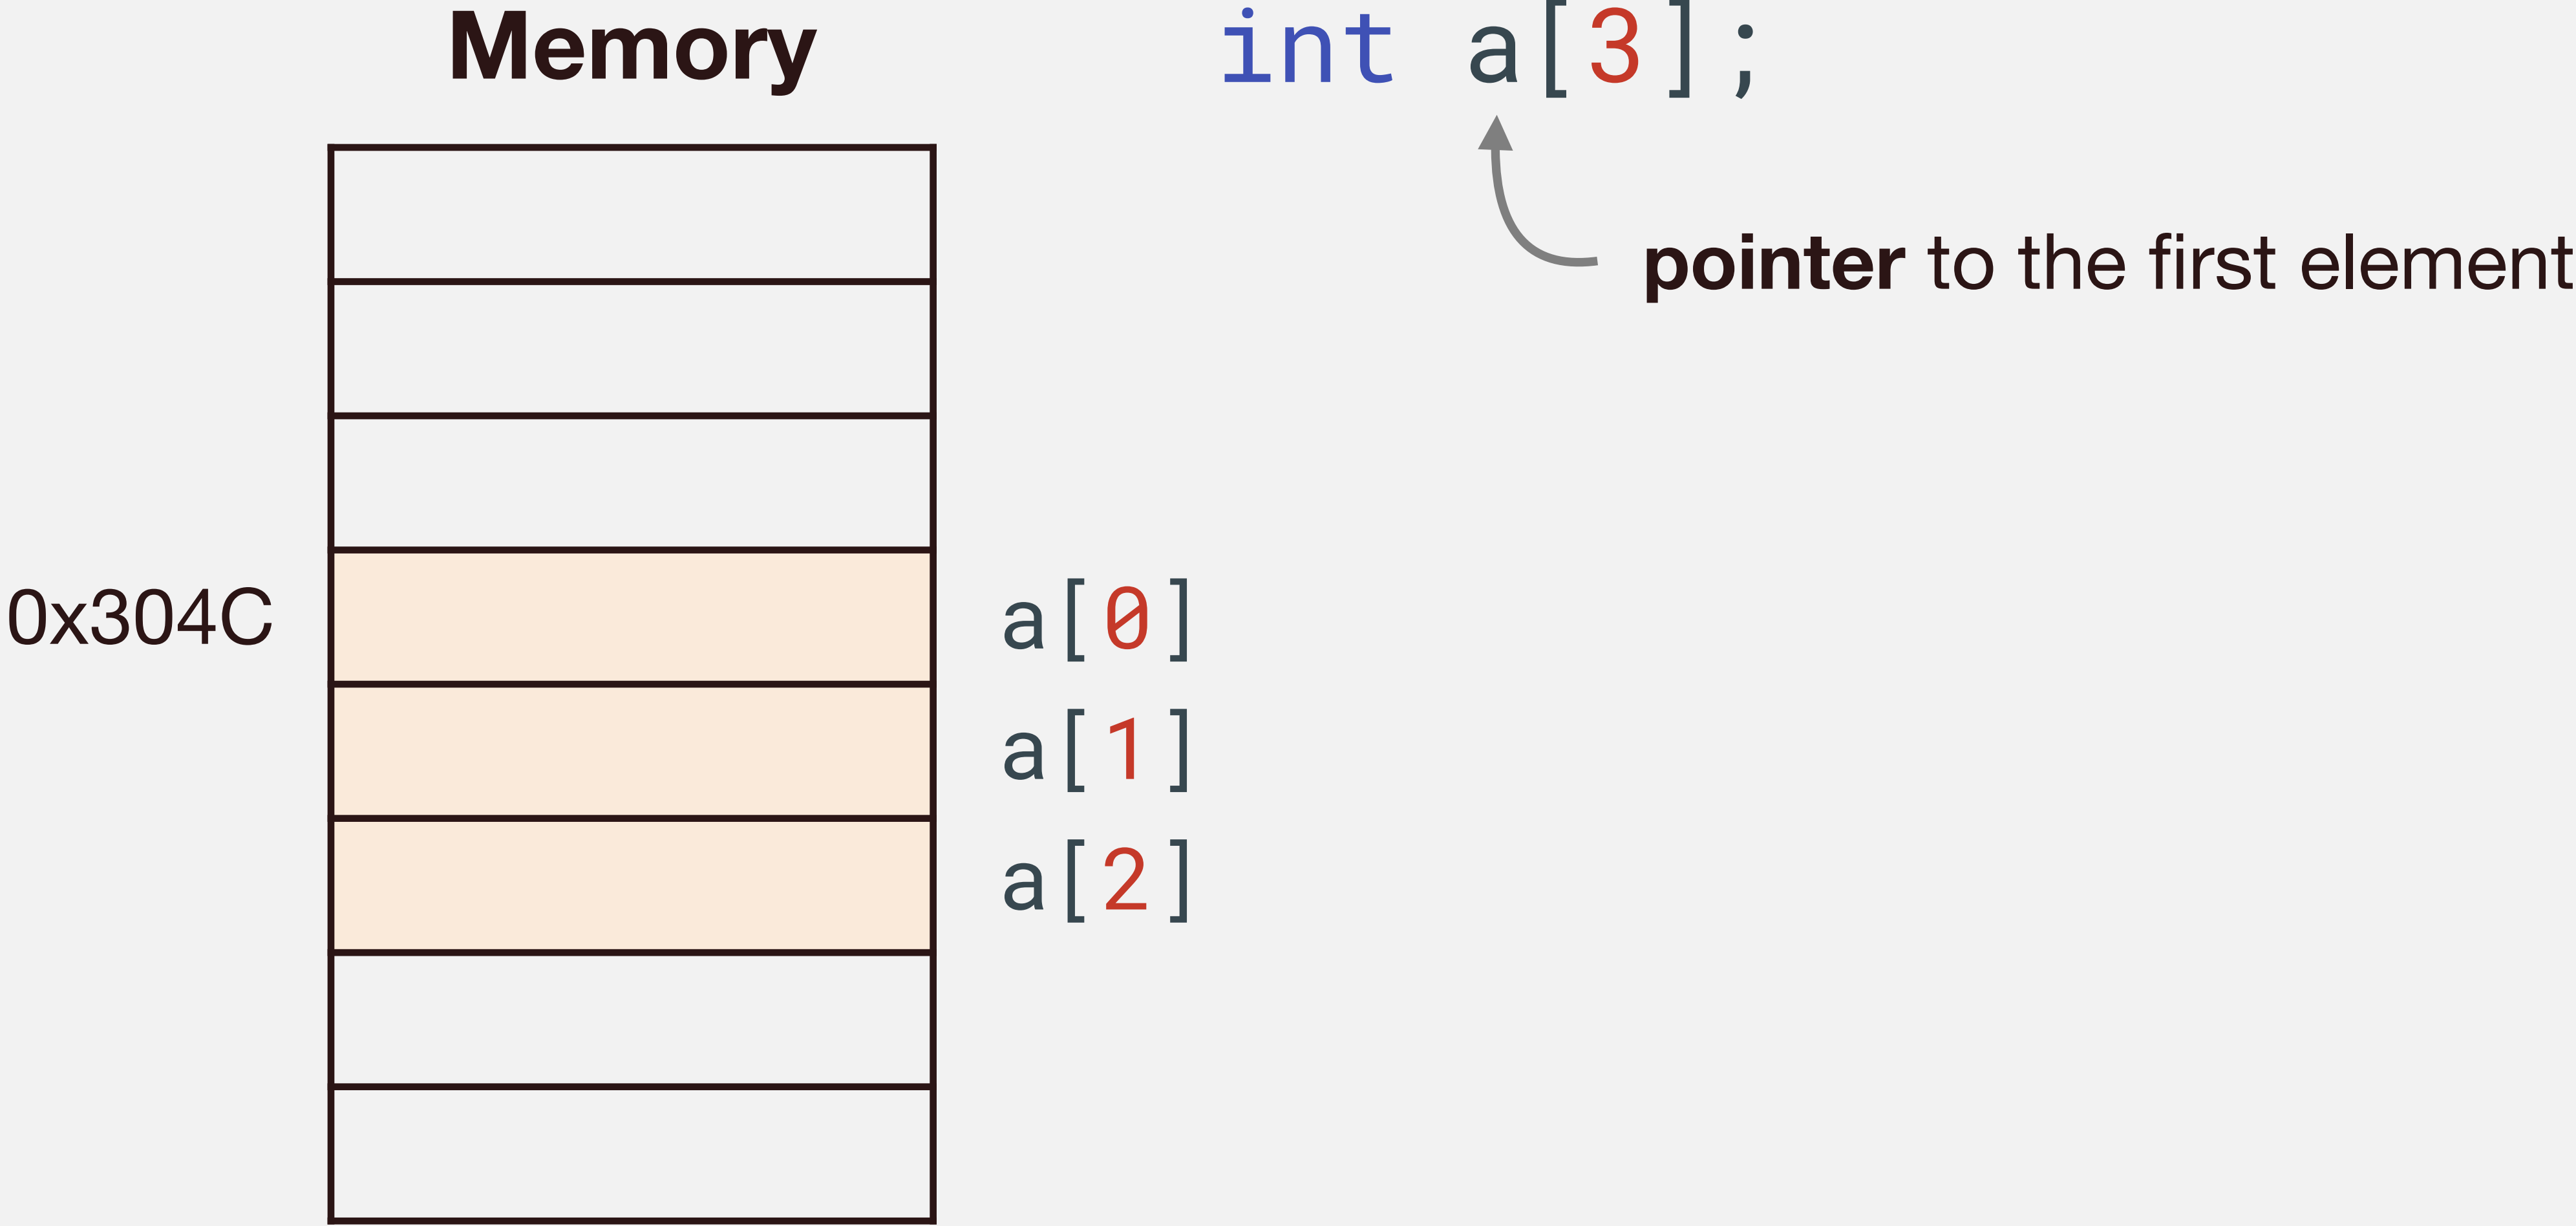 Memory
int a[3];
pointer to the first element
0x304C
a[0]
a[1]
a[2]